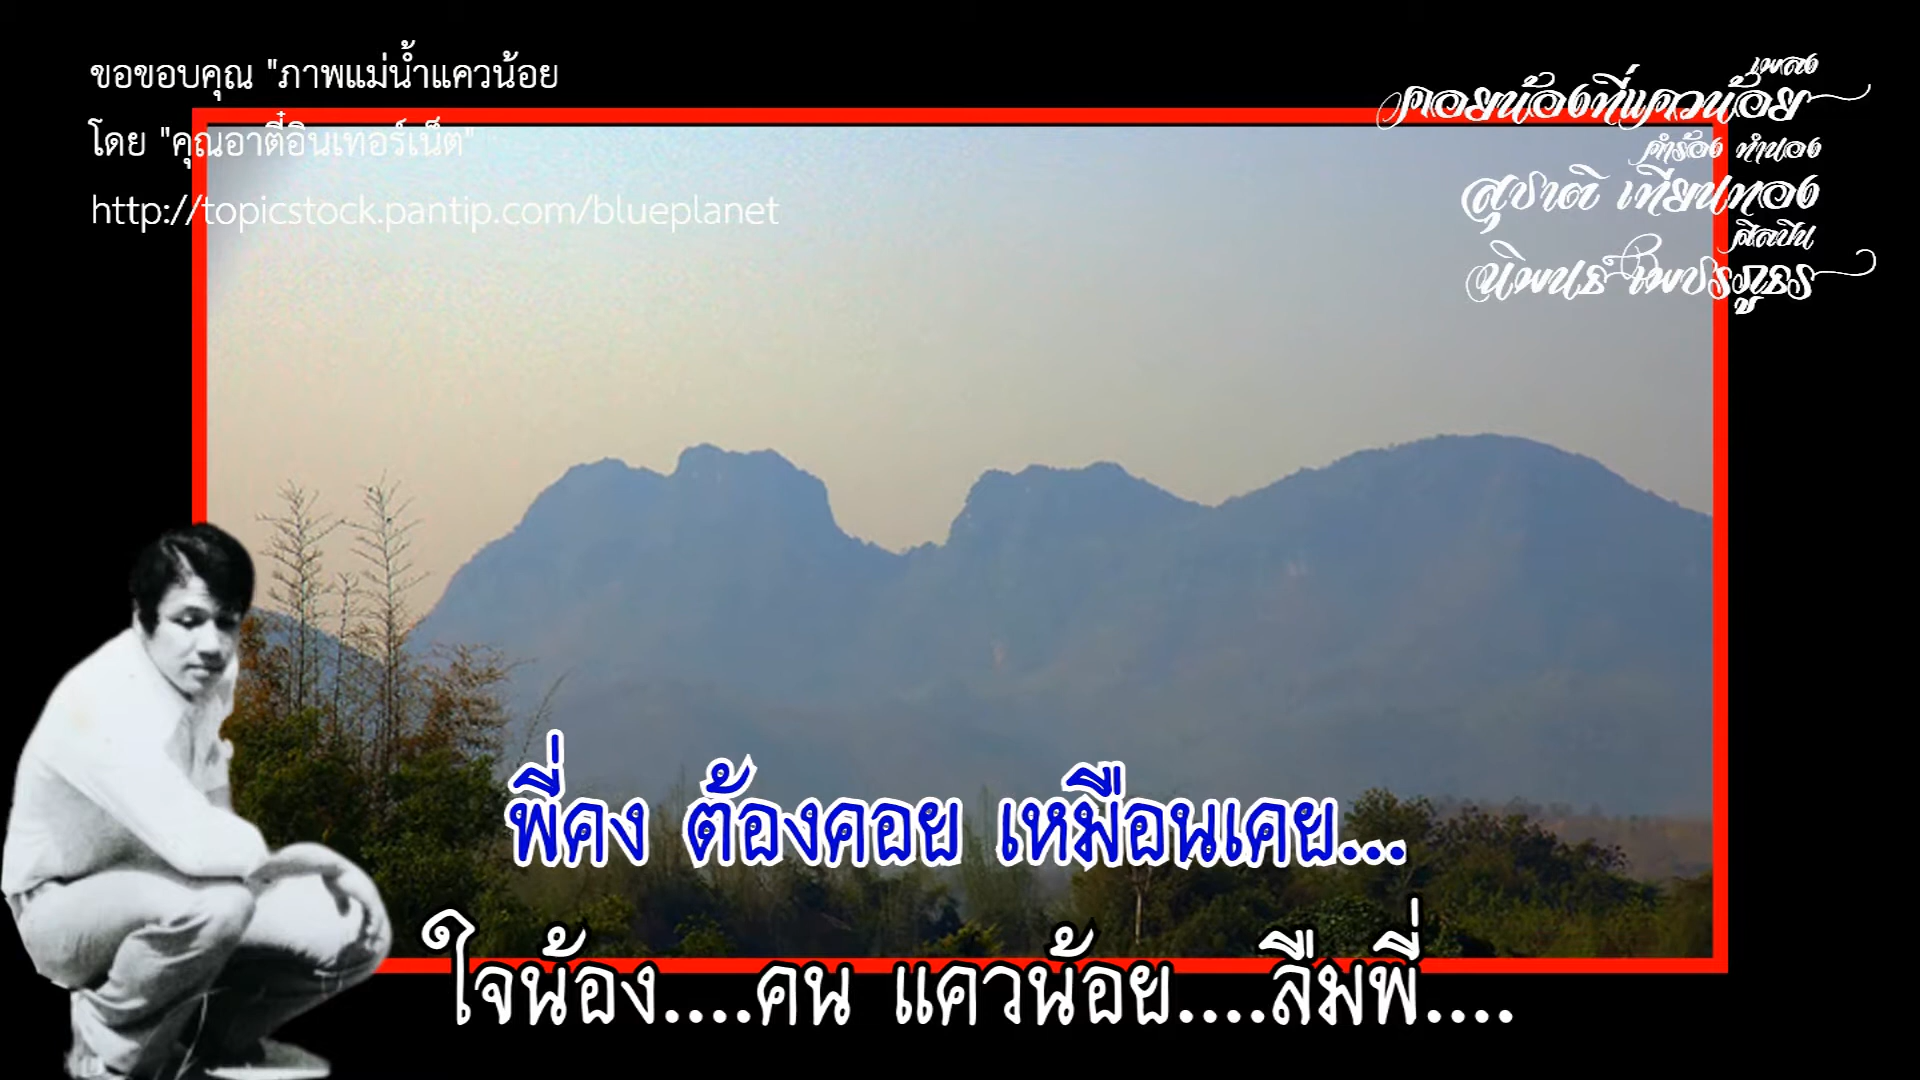 ขอขอบคุณ "ภาพแม่น้ำแควน้อย
โดย "คุณอาตี๋อินเทอร์เน็ต"
http://topicstock.pantip.com/blueplanet
เพลง
คอยน้องที่แควน้อย
คำร้อง ทำนอง
สุชาติ เทียนทอง
ศิลปิน
นิพนธ์ ไพชรภูธร
พี่คง ต้องคอย เหมือนเคย...
ใจน้อง....คน แควน้อย....ลืมพี่....